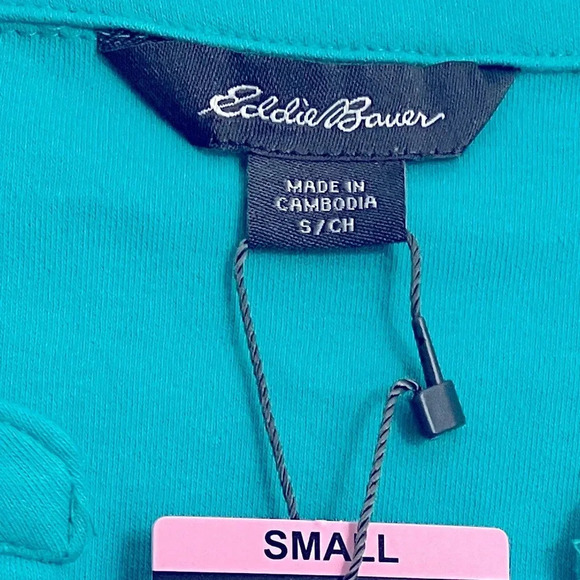 Eddie Bauer
MADE IN
CAMBODIA
S/CH
SMALL